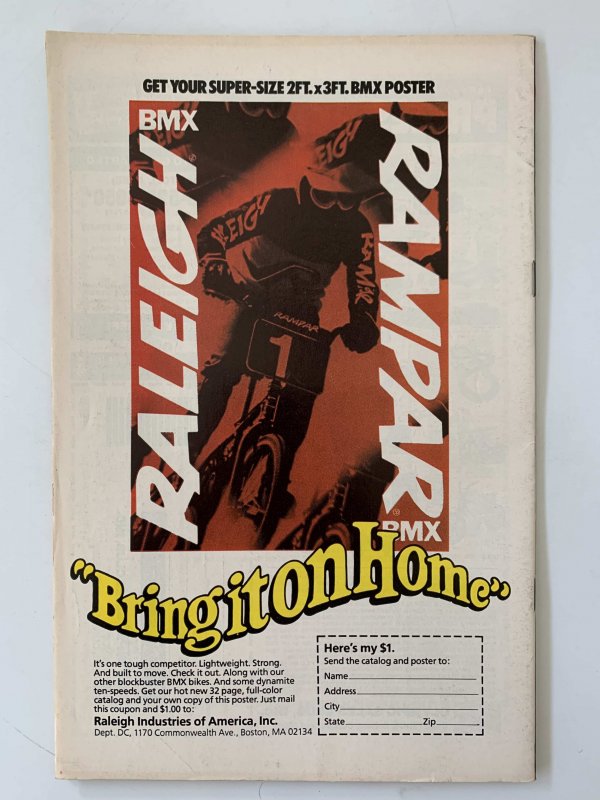 GET YOUR SUPER-SIZE 2FT. x 3FT. BMX POSTER
BMX
RALEIGH®
RAMPAR®
BMX
EIGH
RALEIGH
RAMPAR
RAMPAR
1
"Bring it on Home"
It's one tough competitor. Lightweight. Strong.
And built to move. Check it out. Along with our
other blockbuster BMX bikes. And some dynamite
ten-speeds. Get our hot new 32 page, full-color
catalog and your own copy of this poster. Just mail
this coupon and $1.00 to:
Raleigh Industries of America, Inc.
Dept. DC, 1170 Commonwealth Ave., Boston, MA 02134
Here's my $1.
Send the catalog and poster to:
Name
Address
City
State Zip